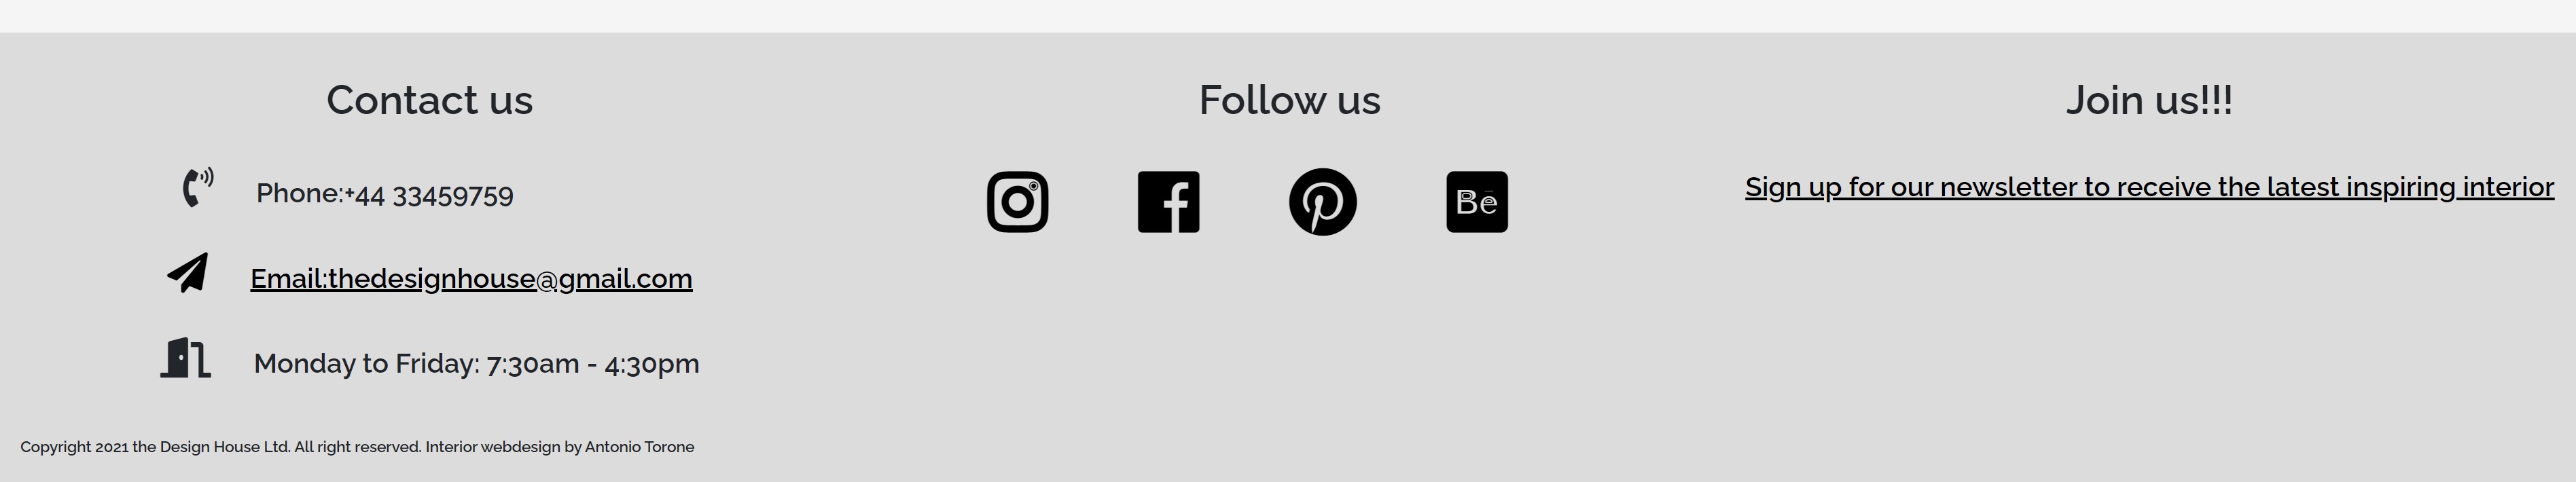 Contact us
Phone:+44 33459759
Email:thedesignhouse@gmail.com
Monday to Friday: 7:30am - 4:30pm
Follow us
Bē
Join us!!!
Sign up for our newsletter to receive the latest inspiring interior
Copyright 2021 the Design House Ltd. All right reserved. Interior webdesign by Antonio Torone